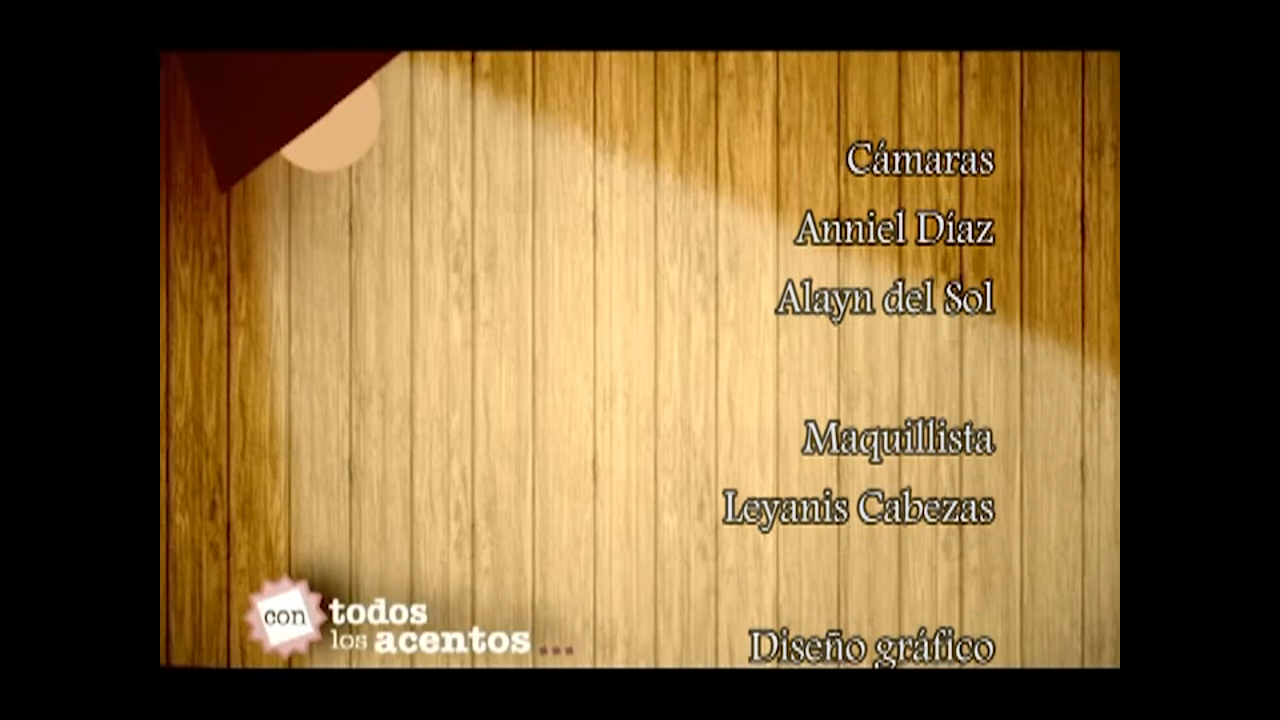 Cámaras
Anniel Díaz
Alayn del Sol
Maquillista
Leyanis Cabezas
Diseño gráfico
con todos
los acentos...